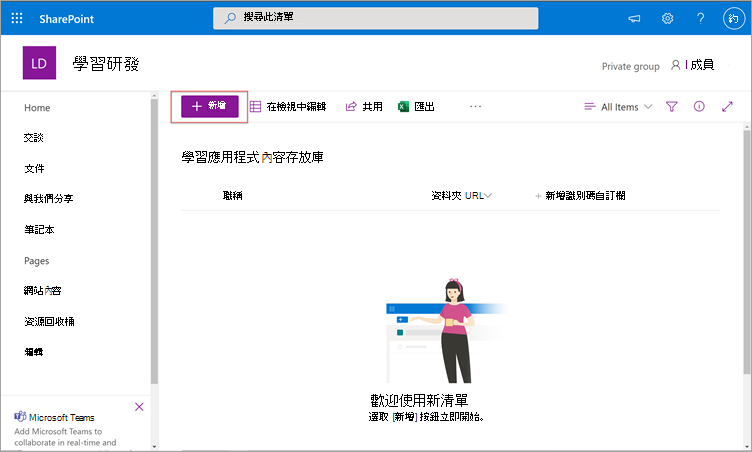 SharePoint
搜尋此清單
?
釣
LD
學習研發
Private group
1 成員
Home
交談
文件
與我們分享
筆記本
Pages
網站內容
資源回收桶
編輯
Microsoft Teams
Add Microsoft Teams to
collaborate in real-time and
+ 新增
在檢視中編輯
共用
匯出
...
All Items
學習應用程式內容存放庫
職稱
資料夾 URL
+ 新增識別碼自訂欄
歡迎使用新清單
選取 [新增] 按鈕立即開始。